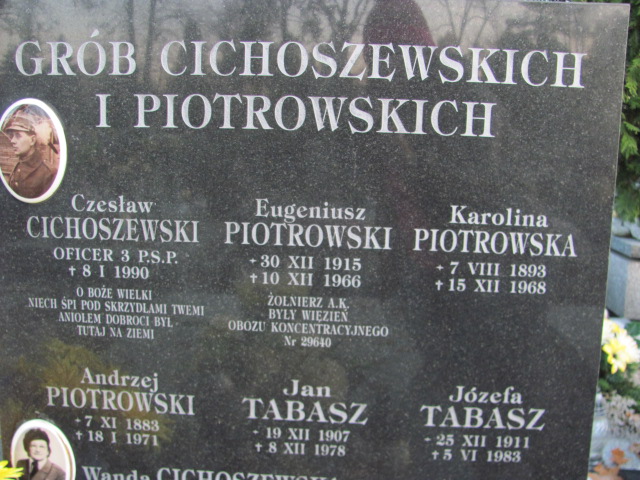 GRÓB CICHOSZEWSKICH
I PIOTROWSKICH
Czesław
CICHOSZEWSKI
OFICER 3 P.S.P.
+ 8 I 1990
O BOŻE WIELKI
NIECH ŚPI POD SKRZYDŁAMI TWEMI
ANIOŁEM DOBROCI BYŁ
TUTAJ NA ZIEMI
Eugeniusz
PIOTROWSKI
+ 30 XII 1915
+ 10 XII 1966
ŻOŁNIERZ A.K.
BYŁY WIĘZIEŃ
OBOZU KONCENTRACYJNEGO
Nr 29640
Karolina
PIOTROWSKA
+ 7 VIII 1893
+ 15 XII 1968
Andrzej
PIOTROWSKI
+ 7 XI 1883
+ 18 I 1971
Jan
TABASZ
+ 19 XII 1907
+ 8 XII 1978
Józefa
TABASZ
+ 25 XII 1911
+ 5 VI 1983
Wanda CICHOSZEWSKA